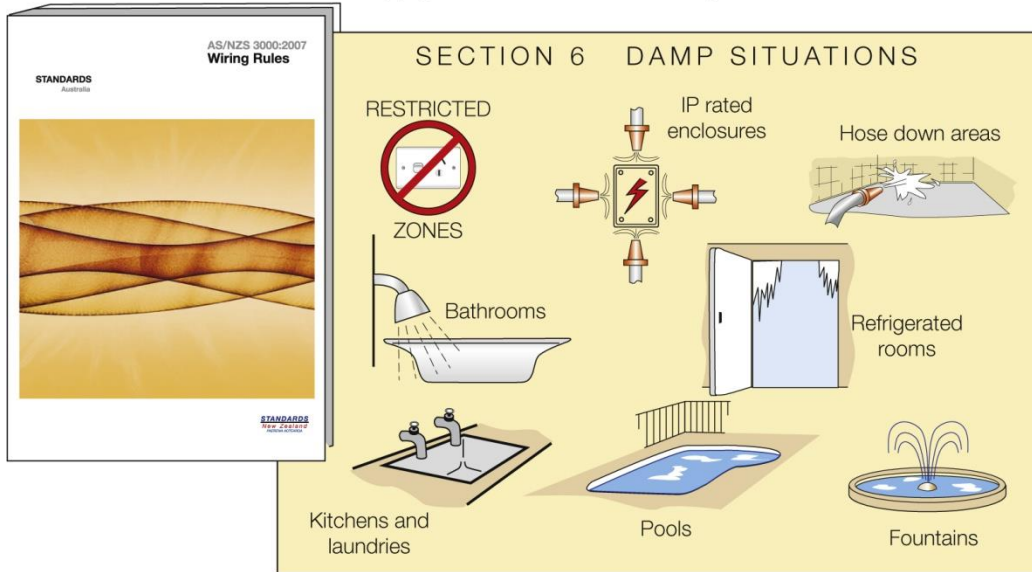 AS/NZS 3000:2007
Wiring Rules
STANDARDS
Australia
STANDARDS
New Zealand
SECTION 6 DAMP SITUATIONS
RESTRICTED
ZONES
IP rated
enclosures
Hose down areas
Bathrooms
Refrigerated
rooms
Kitchens and
laundries
Pools
Fountains